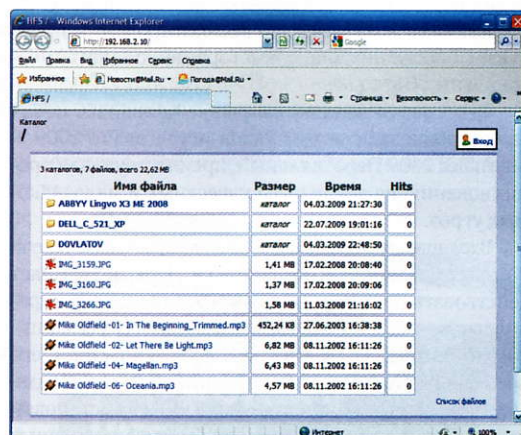 HFS / - Windows Internet Explorer
http://192.168.2.10/
Google
Файл Правка Вид Избранное Сервис Справка
Избранное Новости@Mail.Ru Погода@Mail.Ru
HFS / Страница Безопасность Сервис
Каталог
/
Вход
3 каталогов, 7 файлов, всего 22,62 MB
Имя файла Размер Время Hits
ABBYY Lingvo X3 ME 2008 каталог 04.03.2009 21:27:30 0
DELL_C_521_XP каталог 22.07.2009 19:01:16 0
DOVLATOV каталог 04.03.2009 22:48:50 0
IMG_3159.JPG 1,41 MB 17.02.2008 20:08:40 0
IMG_3160.JPG 1,37 MB 17.02.2008 20:09:06 0
IMG_3266.JPG 1,58 MB 11.03.2008 21:16:02 0
Mike Oldfield -01- In The Beginning_Trimmed.mp3 452,24 KB 27.06.2003 16:38:38 0
Mike Oldfield -02- Let There Be Light.mp3 6,82 MB 08.11.2002 16:11:26 0
Mike Oldfield -04- Magellan.mp3 6,43 MB 08.11.2002 16:11:26 0
Mike Oldfield -06- Oceania.mp3 4,57 MB 08.11.2002 16:11:26 0
Список файлов
Интернет 100%